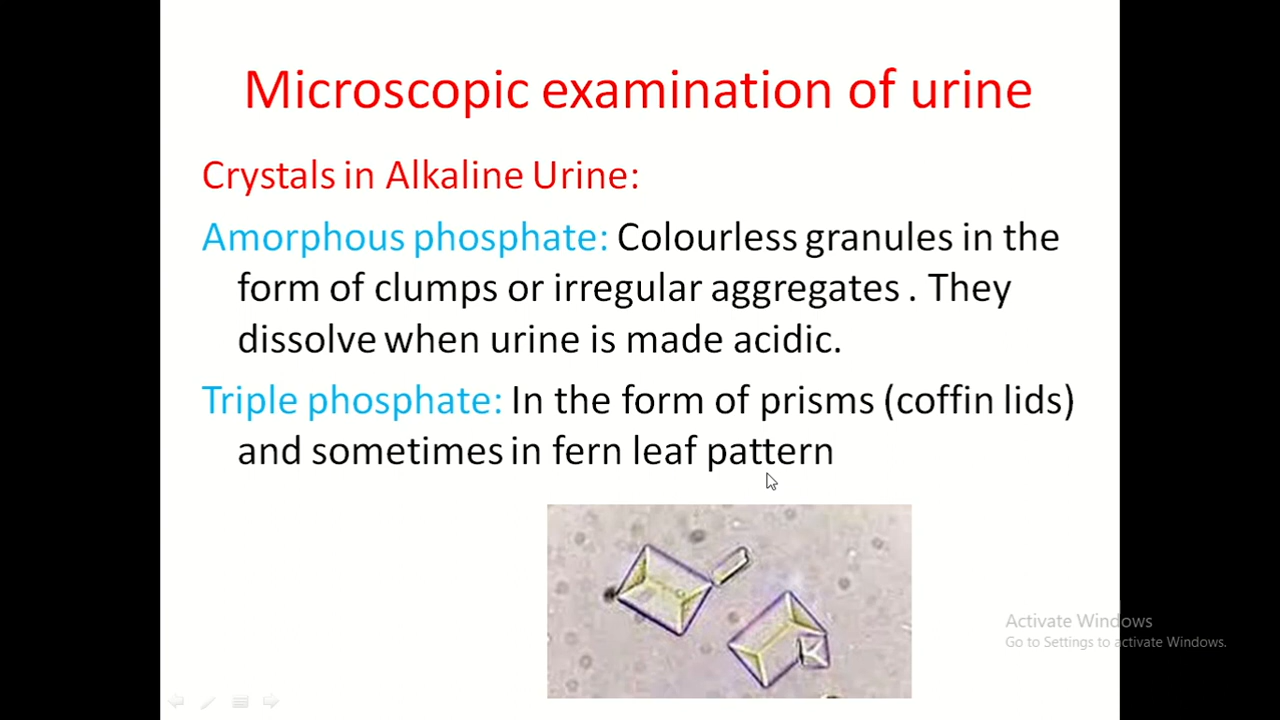 Microscopic examination of urine
Crystals in Alkaline Urine:
Amorphous phosphate: Colourless granules in the
form of clumps or irregular aggregates . They
dissolve when urine is made acidic.
Triple phosphate: In the form of prisms (coffin lids)
and sometimes in fern leaf pattern
Activate Windows
Go to Settings to activate Windows.